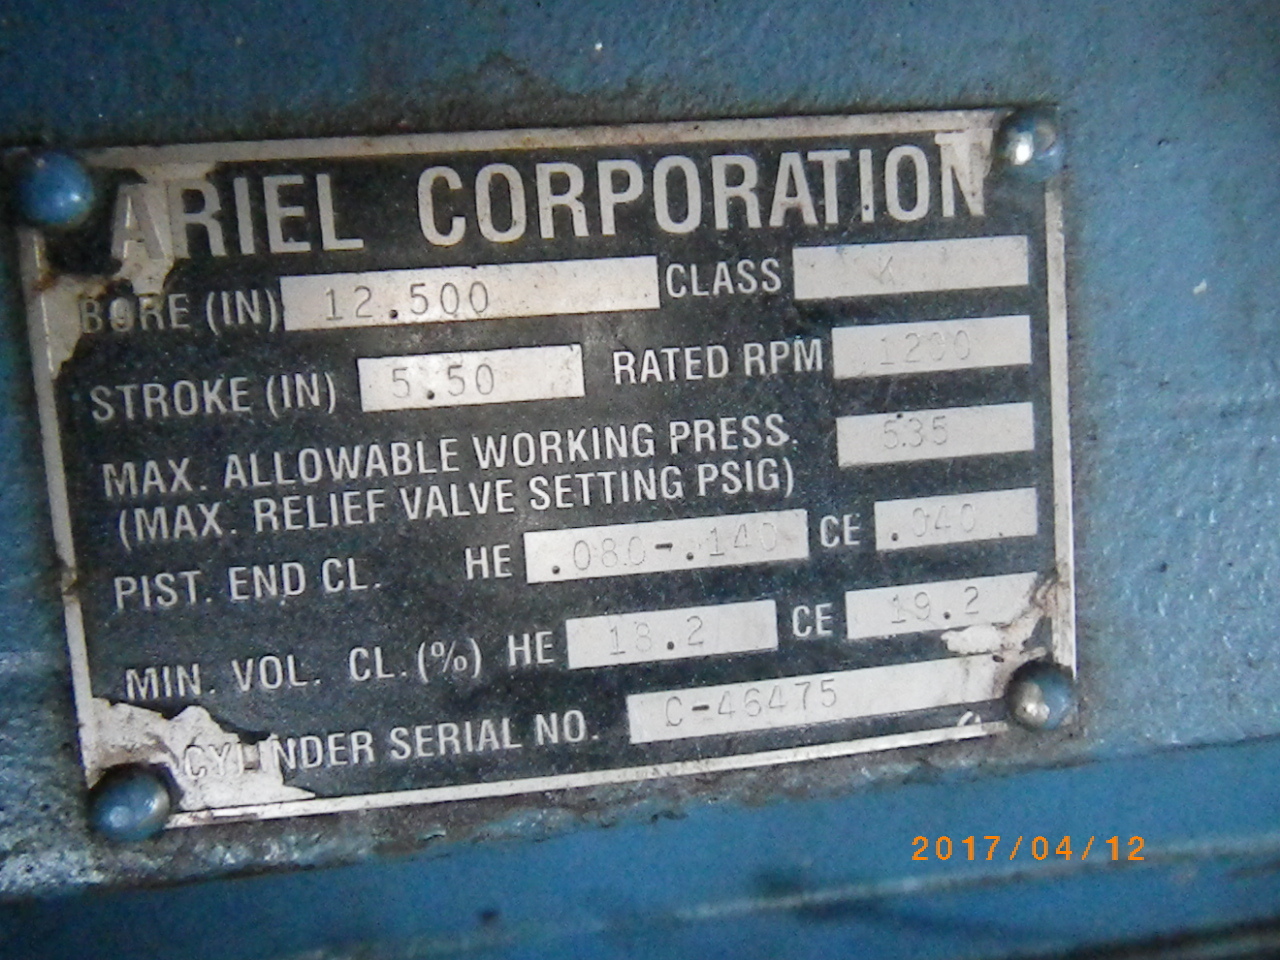 ARIEL CORPORATION
BORE (IN) 12.500 CLASS K
STROKE (IN) 5.50 RATED RPM 1200
MAX. ALLOWABLE WORKING PRESS. 535
(MAX. RELIEF VALVE SETTING PSIG)
PIST. END CL. HE .080-.140 CE .040
MIN. VOL. CL.(%) HE 18.2 CE 19.2
CYLINDER SERIAL NO. C-46475
2017/04/12